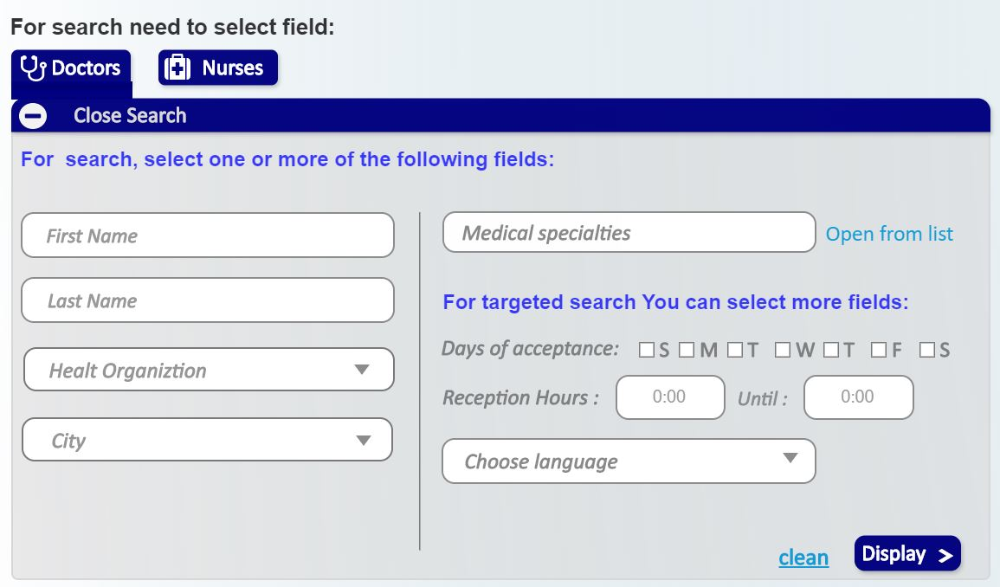 For search need to select field:
Doctors
Nurses
Close Search
For search, select one or more of the following fields:
First Name
Last Name
Healt Organiztion
City
Medical specialties
Open from list
For targeted search You can select more fields:
Days of acceptance: S M T W T F S
Reception Hours : 0:00 Until : 0:00
Choose language
clean
Display >